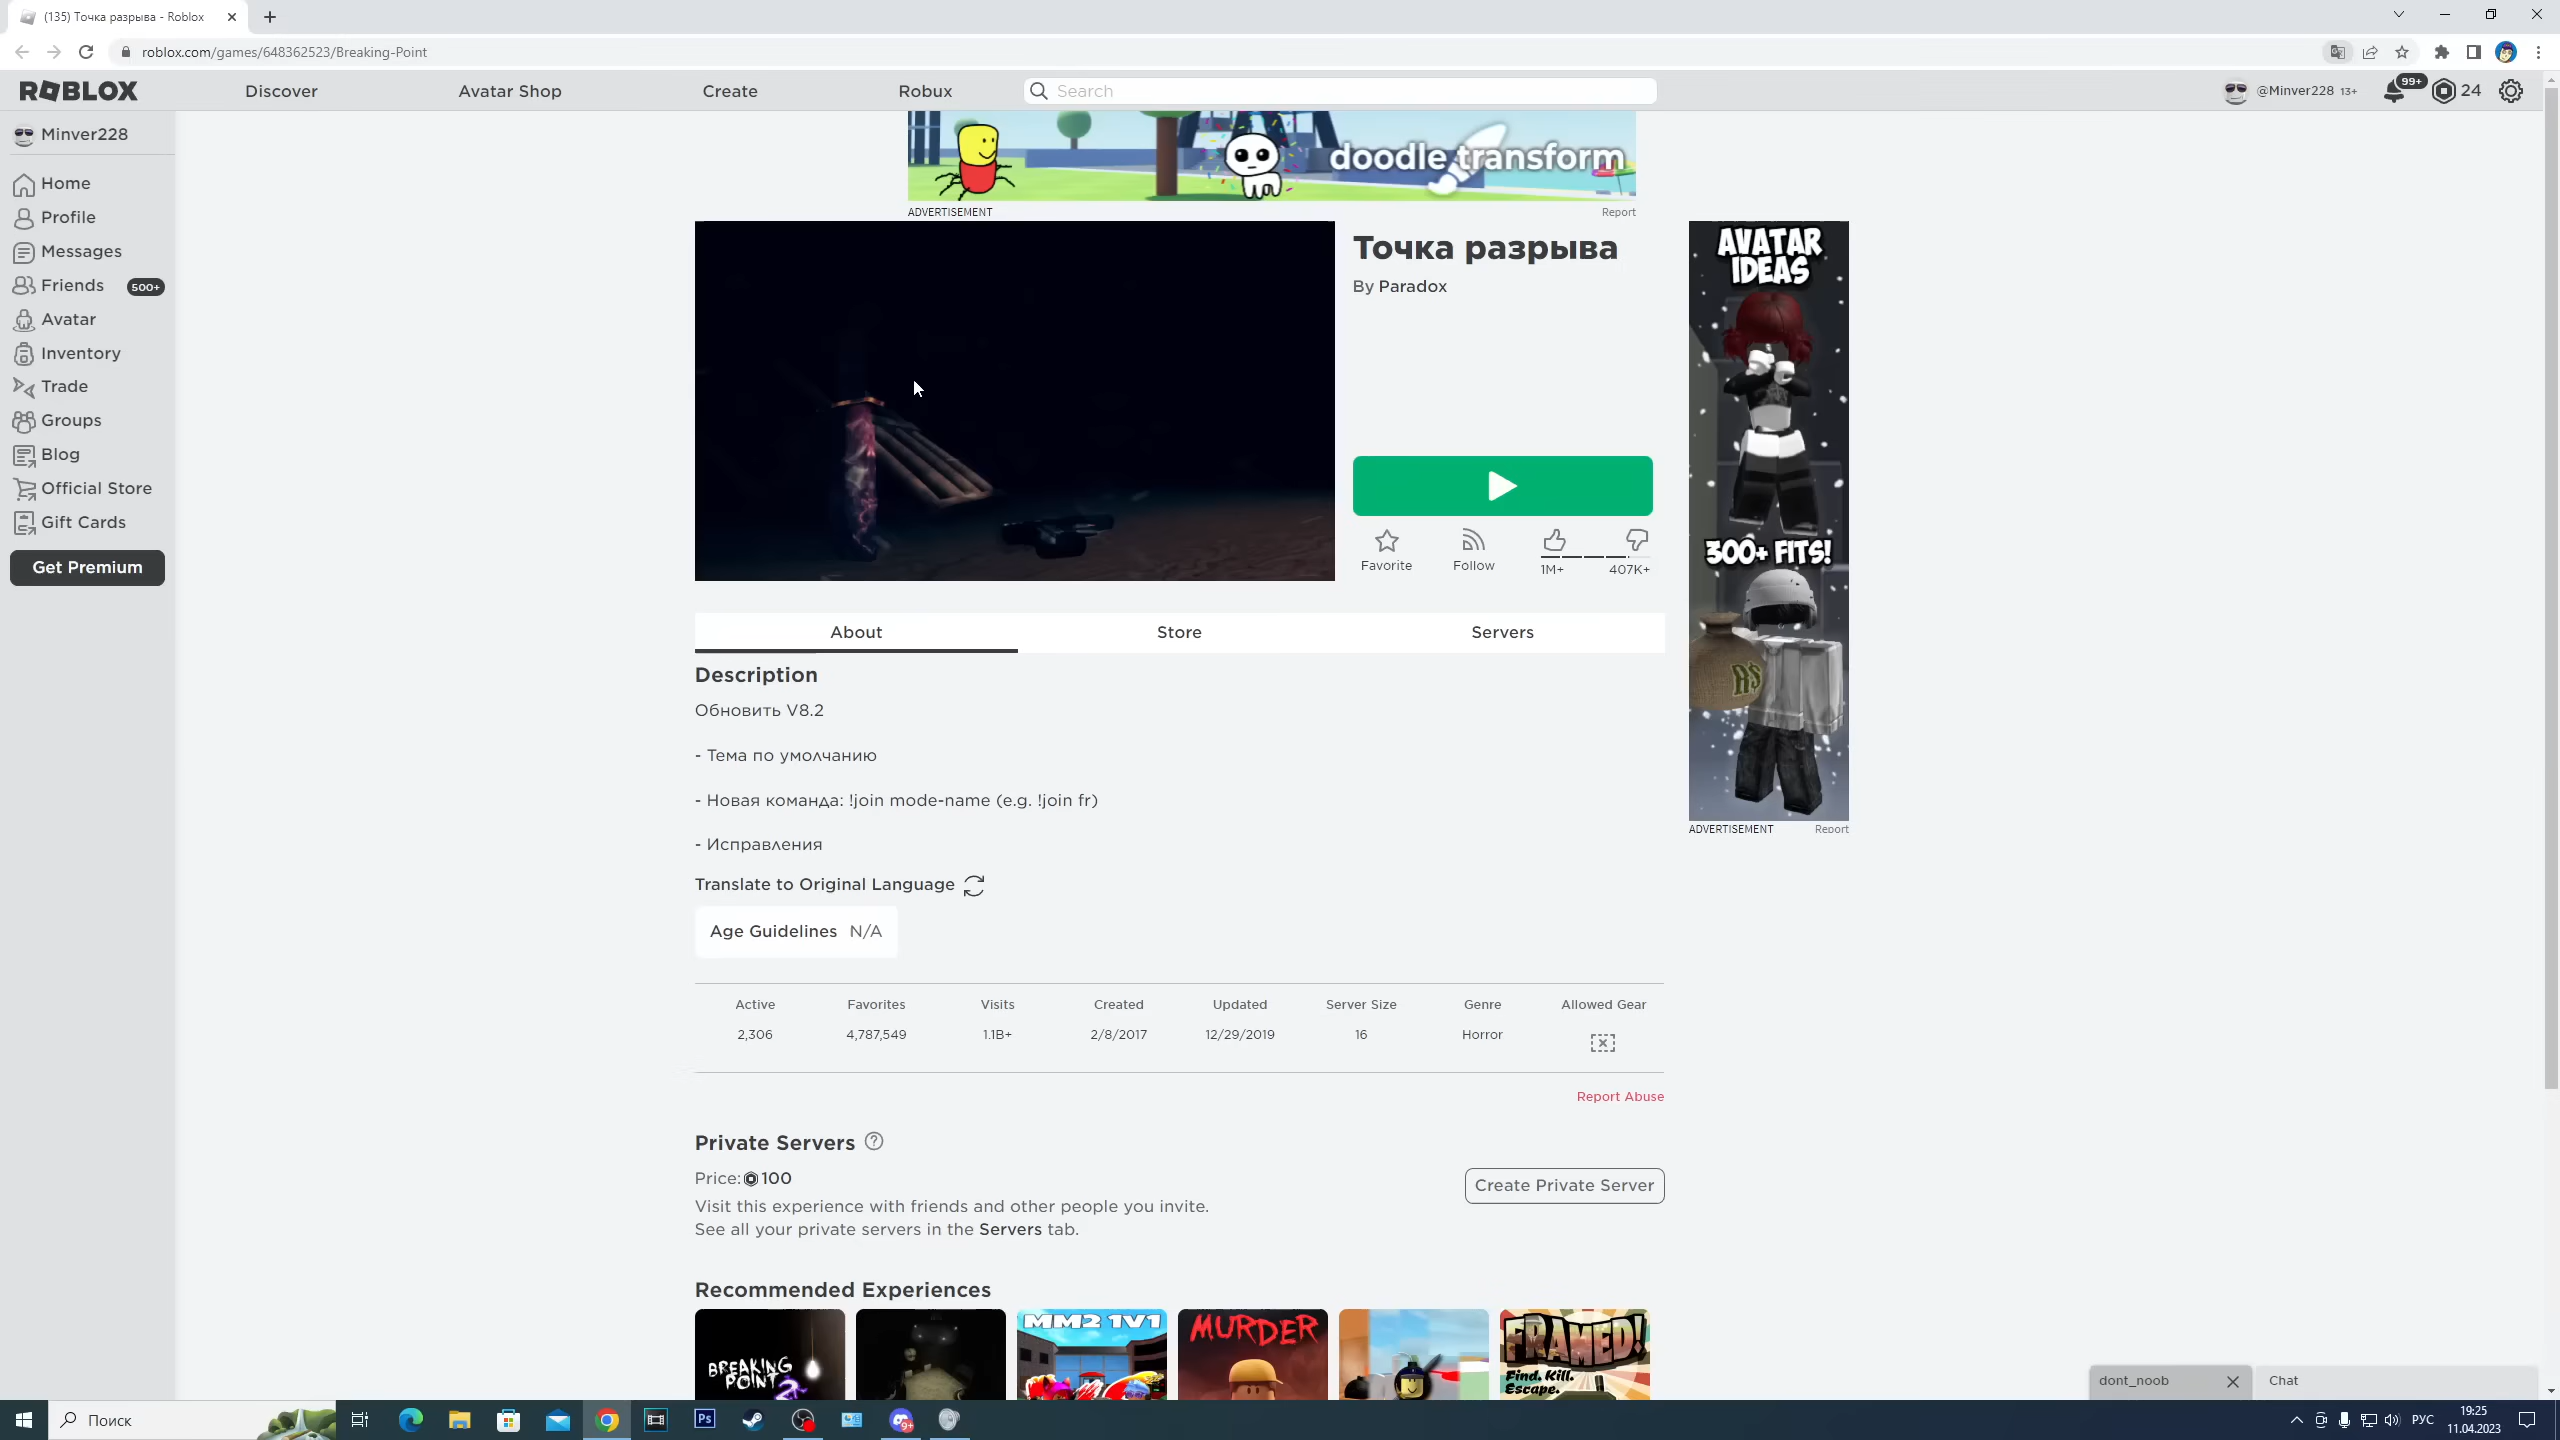 (135) Точка разрыва - Roblox
roblox.com/games/648362523/Breaking-Point
ROBLOX
Discover
Avatar Shop
Create
Robux
Search
@Minver228 13+
99+
24
Minver228
Home
Profile
Messages
Friends 500+
Avatar
Inventory
Trade
Groups
Blog
Official Store
Gift Cards
Get Premium
doodle transform
ADVERTISEMENT
Report
Точка разрыва
By Paradox
Favorite
Follow
1M+
407K+
AVATAR
IDEAS
300+ FITS!
R$
ADVERTISEMENT
Report
About
Store
Servers
Description
Обновить V8.2
- Тема по умолчанию
- Новая команда: !join mode-name (e.g. !join fr)
- Исправления
Translate to Original Language
Age Guidelines N/A
Active Favorites Visits Created Updated Server Size Genre Allowed Gear
2,306 4,787,549 1.1B+ 2/8/2017 12/29/2019 16 Horror
Report Abuse
Private Servers
Price: 100
Create Private Server
Visit this experience with friends and other people you invite.
See all your private servers in the Servers tab.
Recommended Experiences
BREAKING
POINT 2
MM2 1V1
MURDER
FRAMED!
Find. Kill.
Escape.
dont_noob
Chat
Поиск
Ps
9+
РУС
19:25
11.04.2023